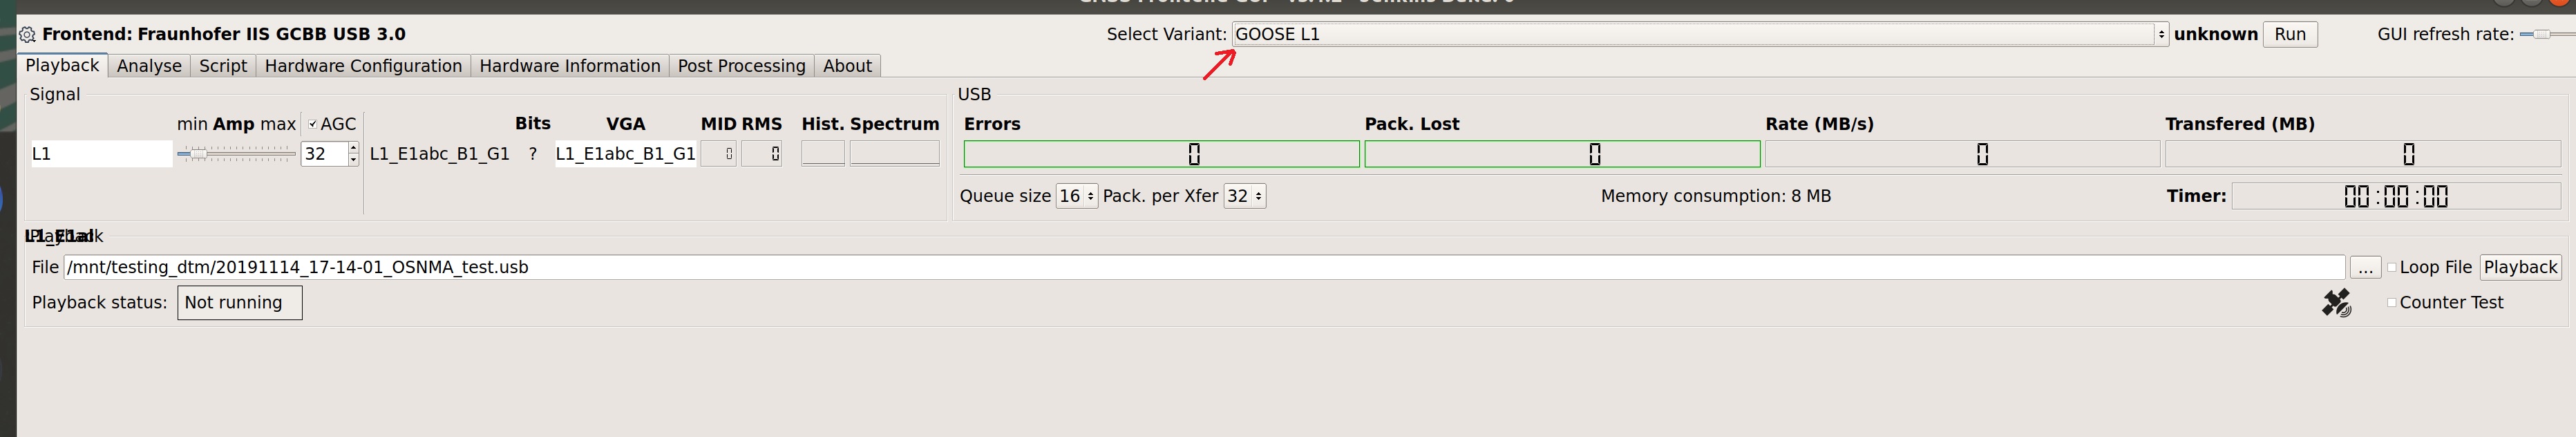 Frontend: Fraunhofer IIS GCBB USB 3.0 Select Variant: GOOSE L1 unknown Run GUI refresh rate:
Playback Analyse Script Hardware Configuration Hardware Information Post Processing About
Signal USB
min Amp max AGC Bits VGA MID RMS Hist. Spectrum Errors Pack. Lost Rate (MB/s) Transfered (MB)
L1 32 L1_E1abc_B1_G1 ? L1_E1abc_B1_G1 0 0 0 0 0 0
Queue size 16 Pack. per Xfer 32 Memory consumption: 8 MB Timer: 00:00:00
Playback
File /mnt/testing_dtm/20191114_17-14-01_OSNMA_test.usb ... Loop File Playback
Playback status: Not running Counter Test